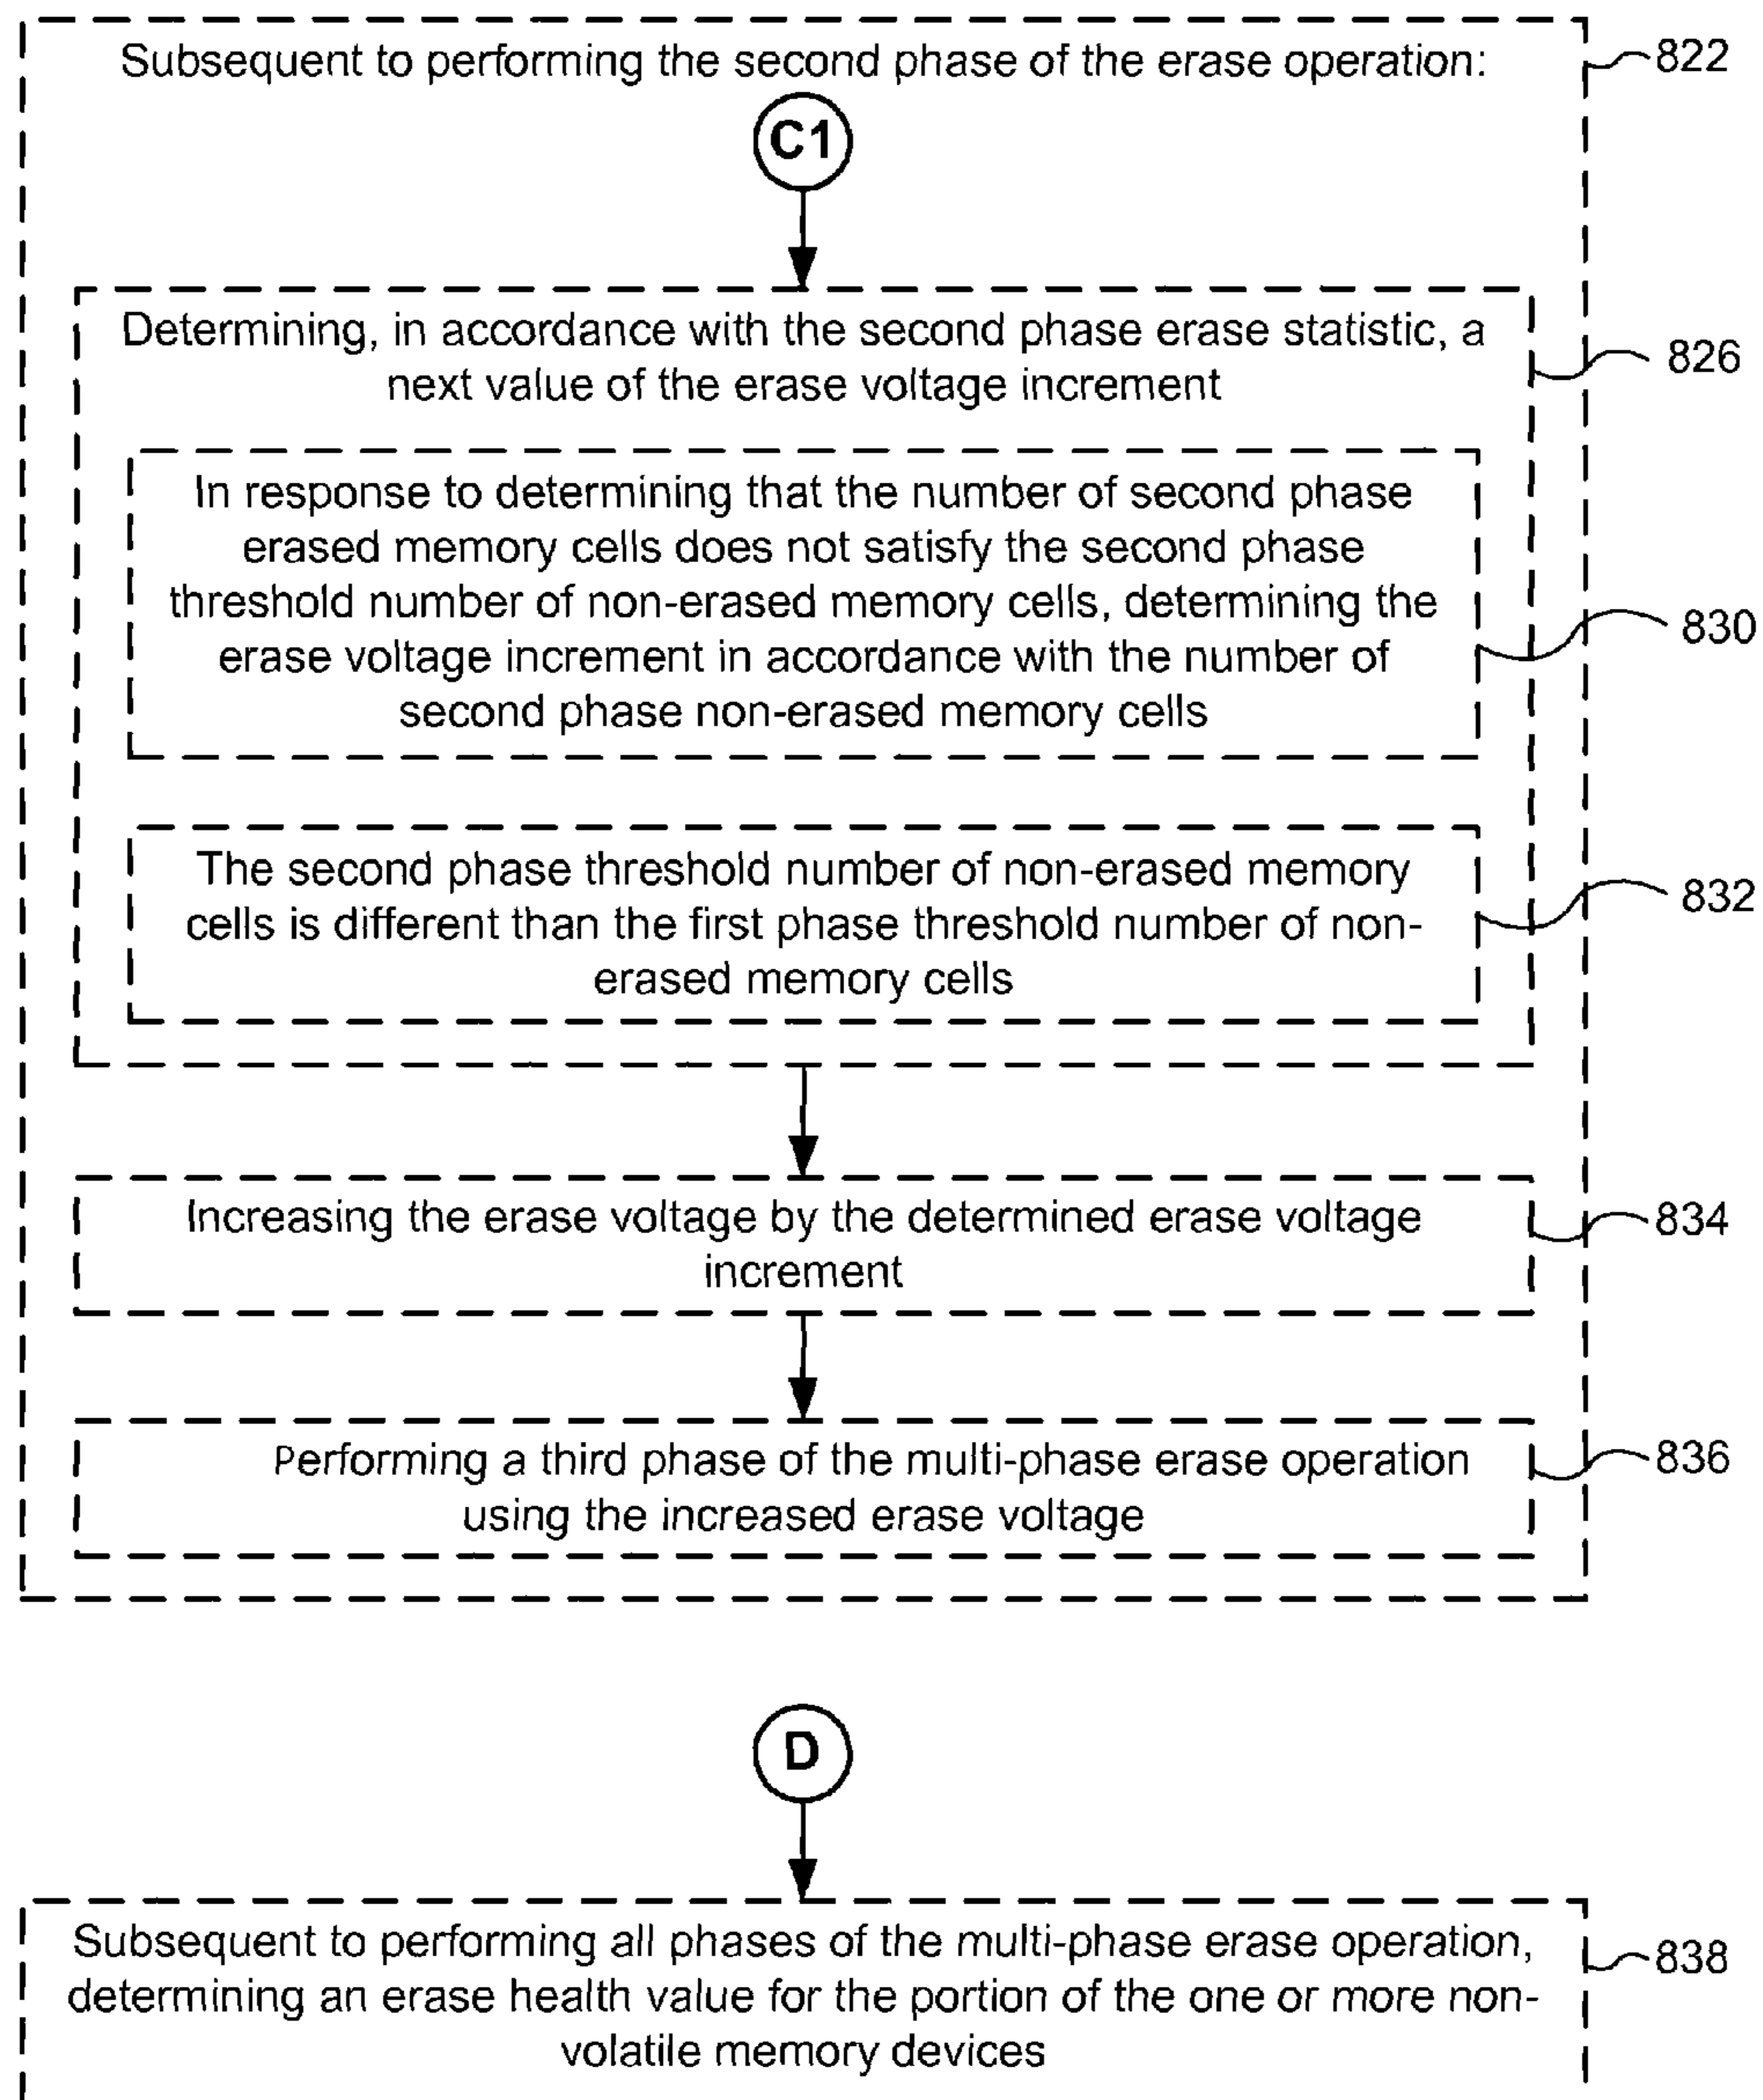 Subsequent to performing the second phase of the erase operation:
822
C1
Determining, in accordance with the second phase erase statistic, a
next value of the erase voltage increment
826
In response to determining that the number of second phase
erased memory cells does not satisfy the second phase
threshold number of non-erased memory cells, determining the
erase voltage increment in accordance with the number of
second phase non-erased memory cells
830
The second phase threshold number of non-erased memory
cells is different than the first phase threshold number of non-
erased memory cells
832
Increasing the erase voltage by the determined erase voltage
increment
834
Performing a third phase of the multi-phase erase operation
using the increased erase voltage
836
D
Subsequent to performing all phases of the multi-phase erase operation,
determining an erase health value for the portion of the one or more non-
volatile memory devices
838